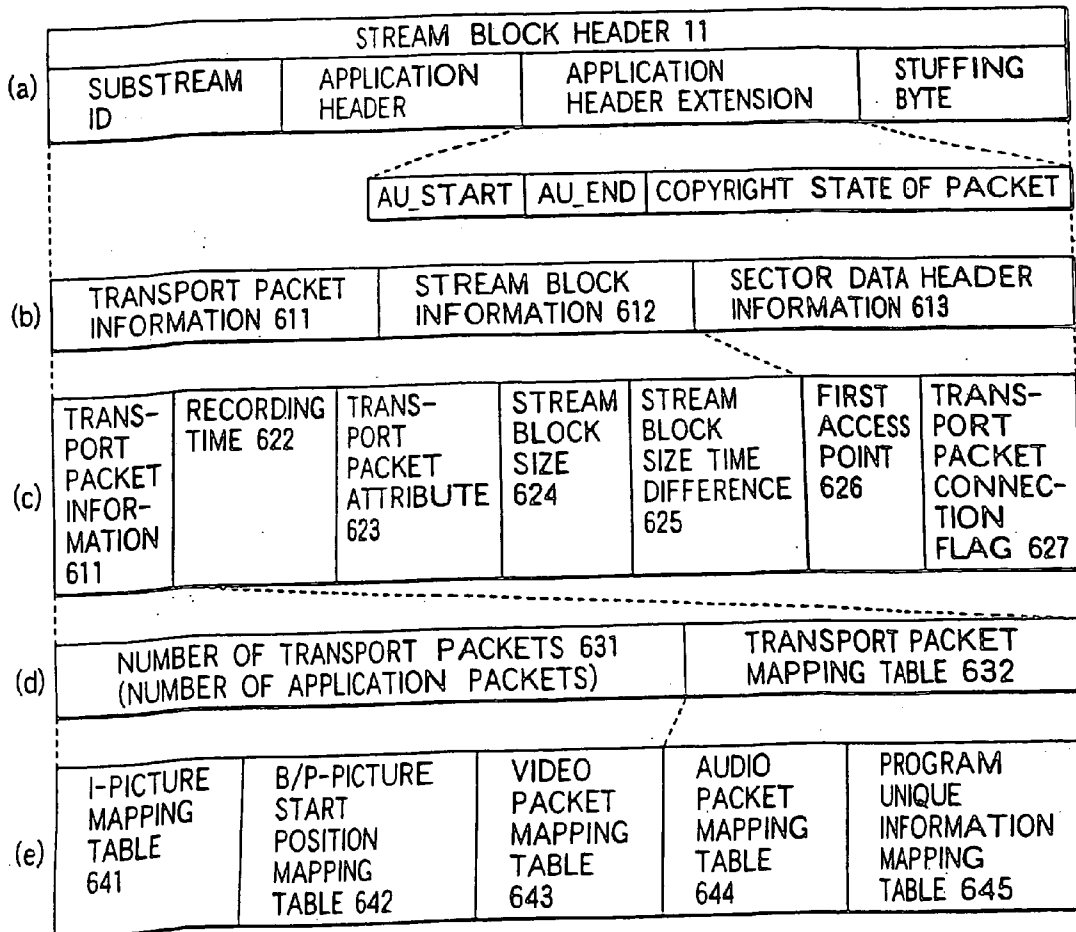 STREAM BLOCK HEADER 11
(a)
SUBSTREAM
ID
APPLICATION
HEADER
APPLICATION
HEADER EXTENSION
STUFFING
BYTE
AU_START
AU_END
COPYRIGHT STATE OF PACKET
(b)
TRANSPORT PACKET
INFORMATION 611
STREAM BLOCK
INFORMATION 612
SECTOR DATA HEADER
INFORMATION 613
(c)
TRANS-
PORT
PACKET
INFOR-
MATION
611
RECORDING
TIME 622
TRANS-
PORT
PACKET
ATTRIBUTE
623
STREAM
BLOCK
SIZE
624
STREAM
BLOCK
SIZE TIME
DIFFERENCE
625
FIRST
ACCESS
POINT
626
TRANS-
PORT
PACKET
CONNEC-
TION
FLAG 627
(d)
NUMBER OF TRANSPORT PACKETS 631
(NUMBER OF APPLICATION PACKETS)
TRANSPORT PACKET
MAPPING TABLE 632
(e)
I-PICTURE
MAPPING
TABLE
641
B/P-PICTURE
START
POSITION
MAPPING
TABLE 642
VIDEO
PACKET
MAPPING
TABLE
643
AUDIO
PACKET
MAPPING
TABLE
644
PROGRAM
UNIQUE
INFORMATION
MAPPING
TABLE 645